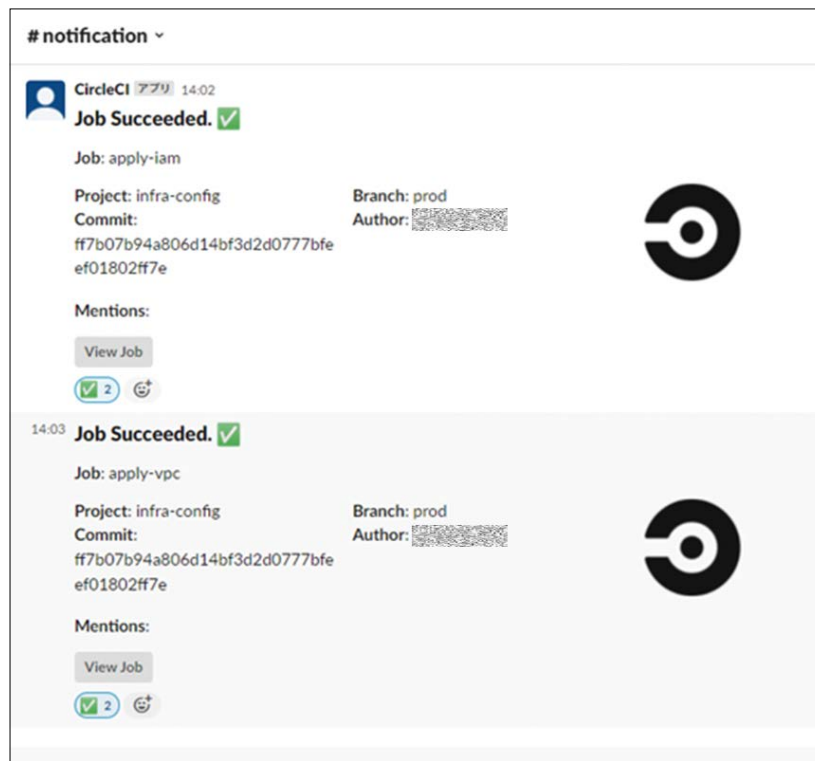 # notification
CircleCI アプリ 14:02
Job Succeeded. ✅
Job: apply-iam
Project: infra-config Branch: prod
Commit: Author:
ff7b07b94a806d14bf3d2d0777bfe
ef01802ff7e
Mentions:
View Job
✅ 2
14:03 Job Succeeded. ✅
Job: apply-vpc
Project: infra-config Branch: prod
Commit: Author:
ff7b07b94a806d14bf3d2d0777bfe
ef01802ff7e
Mentions:
View Job
✅ 2